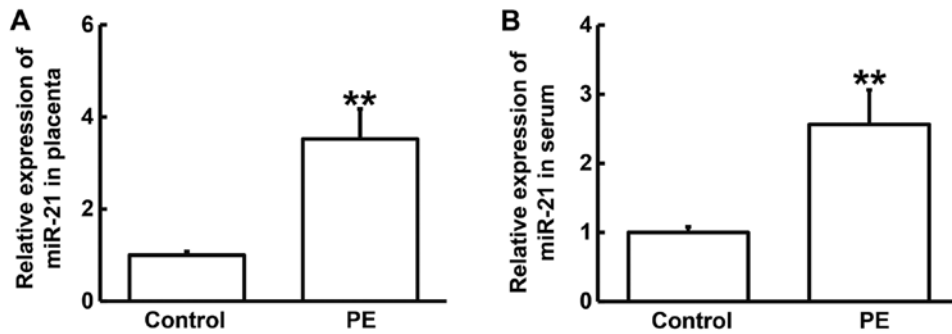 A
Relative expression of
miR-21 in placenta
6
4
2
0
**
Control
PE
B
Relative expression of
miR-21 in serum
4
3
2
1
0
**
Control
PE